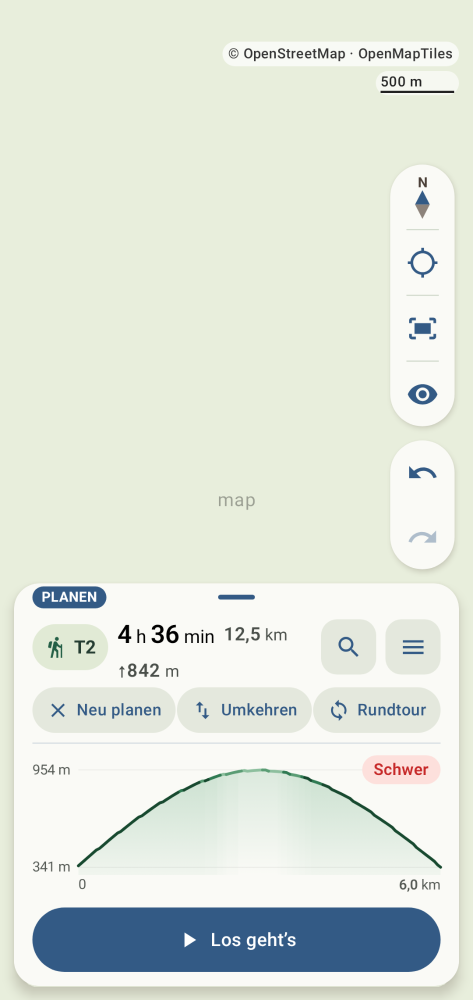 © OpenStreetMap · OpenMapTiles
500 m
N
map
PLANEN
T2
4 h 36 min 12,5 km
↑842 m
Neu planen
Umkehren
Rundtour
954 m
Schwer
341 m
0
6,0 km
Los geht's